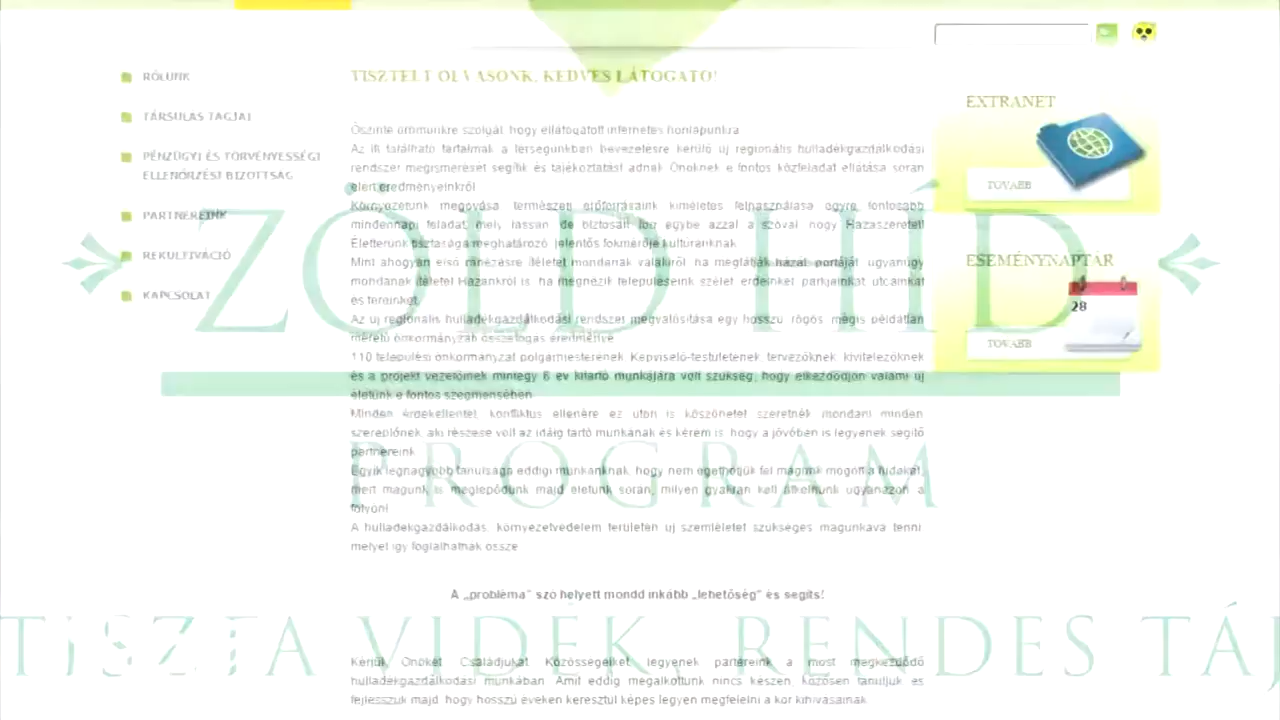 RÓLUNK
TÁRSULÁS TAGJAI
PÉNZÜGYI ÉS TÖRVÉNYESSÉGI
ELLENŐRZÉSI BIZOTTSÁG
PARTNEREINK
REKULTIVÁCIÓ
KAPCSOLAT
TISZTELT OLVASÓNK, KEDVES LÁTOGATÓ!
Őszinte örömünkre szolgál, hogy ellátogatott internetes honlapunkra.
Az itt található tartalmak a térségünkben bevezetésre kerülő új regionális hulladékgazdálkodási
rendszer megismerését segítik és tájékoztatást adnak Önöknek e fontos közfeladat ellátása során
elért eredményeinkről.
Környezetünk megóvása, természeti erőforrásaink kíméletes felhasználása egyre fontosabb
mindennapi feladat, mely lassan, de biztosan forr egybe azzal a szóval, hogy Hazaszeretet!
Életterünk tisztasága meghatározó, jelentős fokmérője kultúránknak.
Mint ahogyan első ránézésre ítéletet mondanak valakiről, ha meglátják házát, portáját, ugyanúgy
mondanak ítéletet Hazánkról is, ha megnézik településeink szélét, erdeinket, parkjainkat, utcáinkat
és tereinket.
Az új regionális hulladékgazdálkodási rendszer megvalósítása egy hosszú, rögös, mégis példátlan
méretű önkormányzati összefogás eredménye.
110 települési önkormányzat polgármesterének, Képviselő-testületének, tervezőknek, kivitelezőknek
és a projekt vezetőinek mintegy 6 év kitartó munkájára volt szükség, hogy elkezdődjön valami új
életünk e fontos szegmensében.
Minden érdekellentét, konfliktus ellenére ez úton is köszönetet szeretnék mondani minden
szereplőnek, aki részese volt az idáig tartó munkának és kérem is, hogy a jövőben is legyenek segítő
partnereink.
Egyik legnagyobb tanulsága eddigi munkánknak, hogy nem égethetjük fel magunk mögött a hidakat,
mert magunk is meglepődünk majd életünk során, milyen gyakran kell átkelnünk ugyanazon a
folyón!
A hulladékgazdálkodás, környezetvédelem területén új szemléletet szükséges magunkévá tenni,
melyet így foglalhatnák össze:
A „probléma" szó helyett mondd inkább „lehetőség" és segíts!
Kérjük Önöket, Családjukat, Közösségeiket, legyenek partnereink a most megkezdődő
hulladékgazdálkodási munkában. Amit eddig megalkottunk nincs készen, közösen tanuljuk és
fejlesszük majd, hogy hosszú éveken keresztül képes legyen megfelelni a kor kihívásainak.
EXTRANET
TOVÁBB
ESEMÉNYNAPTÁR
28
TOVÁBB
ZÖLD HÍD
PROGRAM
TISZTA VIDÉK, RENDES TÁJ